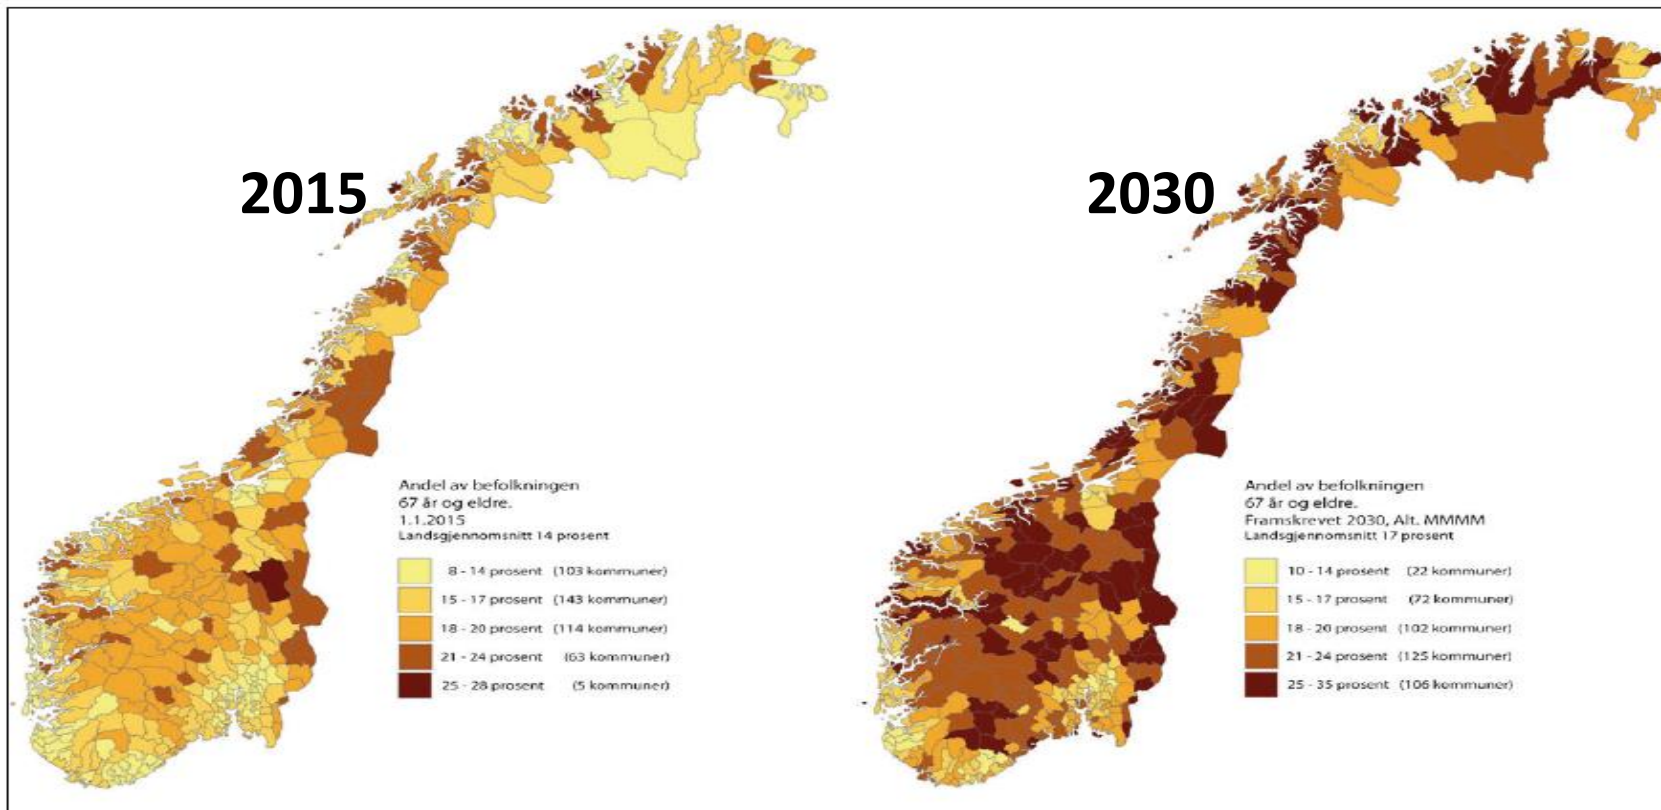 2015
Andel av befolkningen
67 år og eldre.
1.1.2015
Landsgjennomsnitt 14 prosent
8 - 14 prosent (103 kommuner)
15 - 17 prosent (143 kommuner)
18 - 20 prosent (114 kommuner)
21 - 24 prosent (63 kommuner)
25 - 28 prosent (5 kommuner)
2030
Andel av befolkningen
67 år og eldre.
Framskrevet 2030, Alt. MMMM
Landsgjennomsnitt 17 prosent
10 - 14 prosent (22 kommuner)
15 - 17 prosent (72 kommuner)
18 - 20 prosent (102 kommuner)
21 - 24 prosent (125 kommuner)
25 - 35 prosent (106 kommuner)